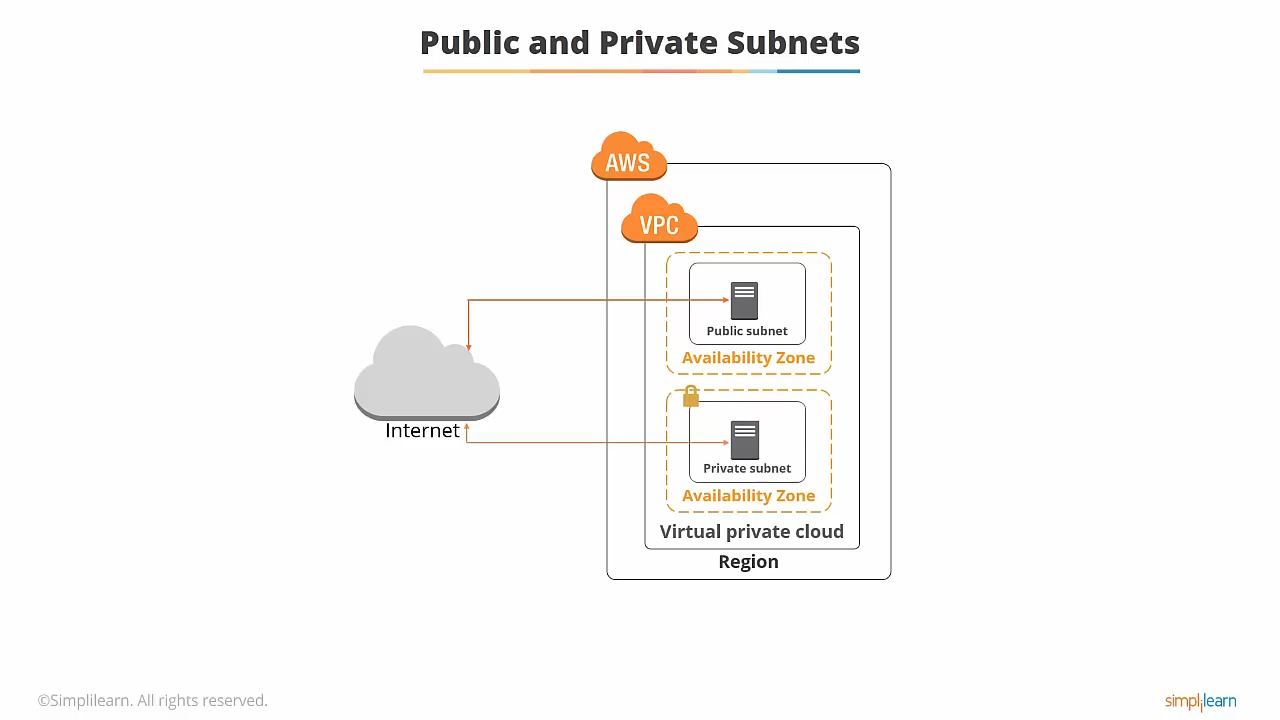 Public and Private Subnets
AWS
VPC
Public subnet
Availability Zone
Internet
Private subnet
Availability Zone
Virtual private cloud
Region
©Simplilearn. All rights reserved.
simplilearn